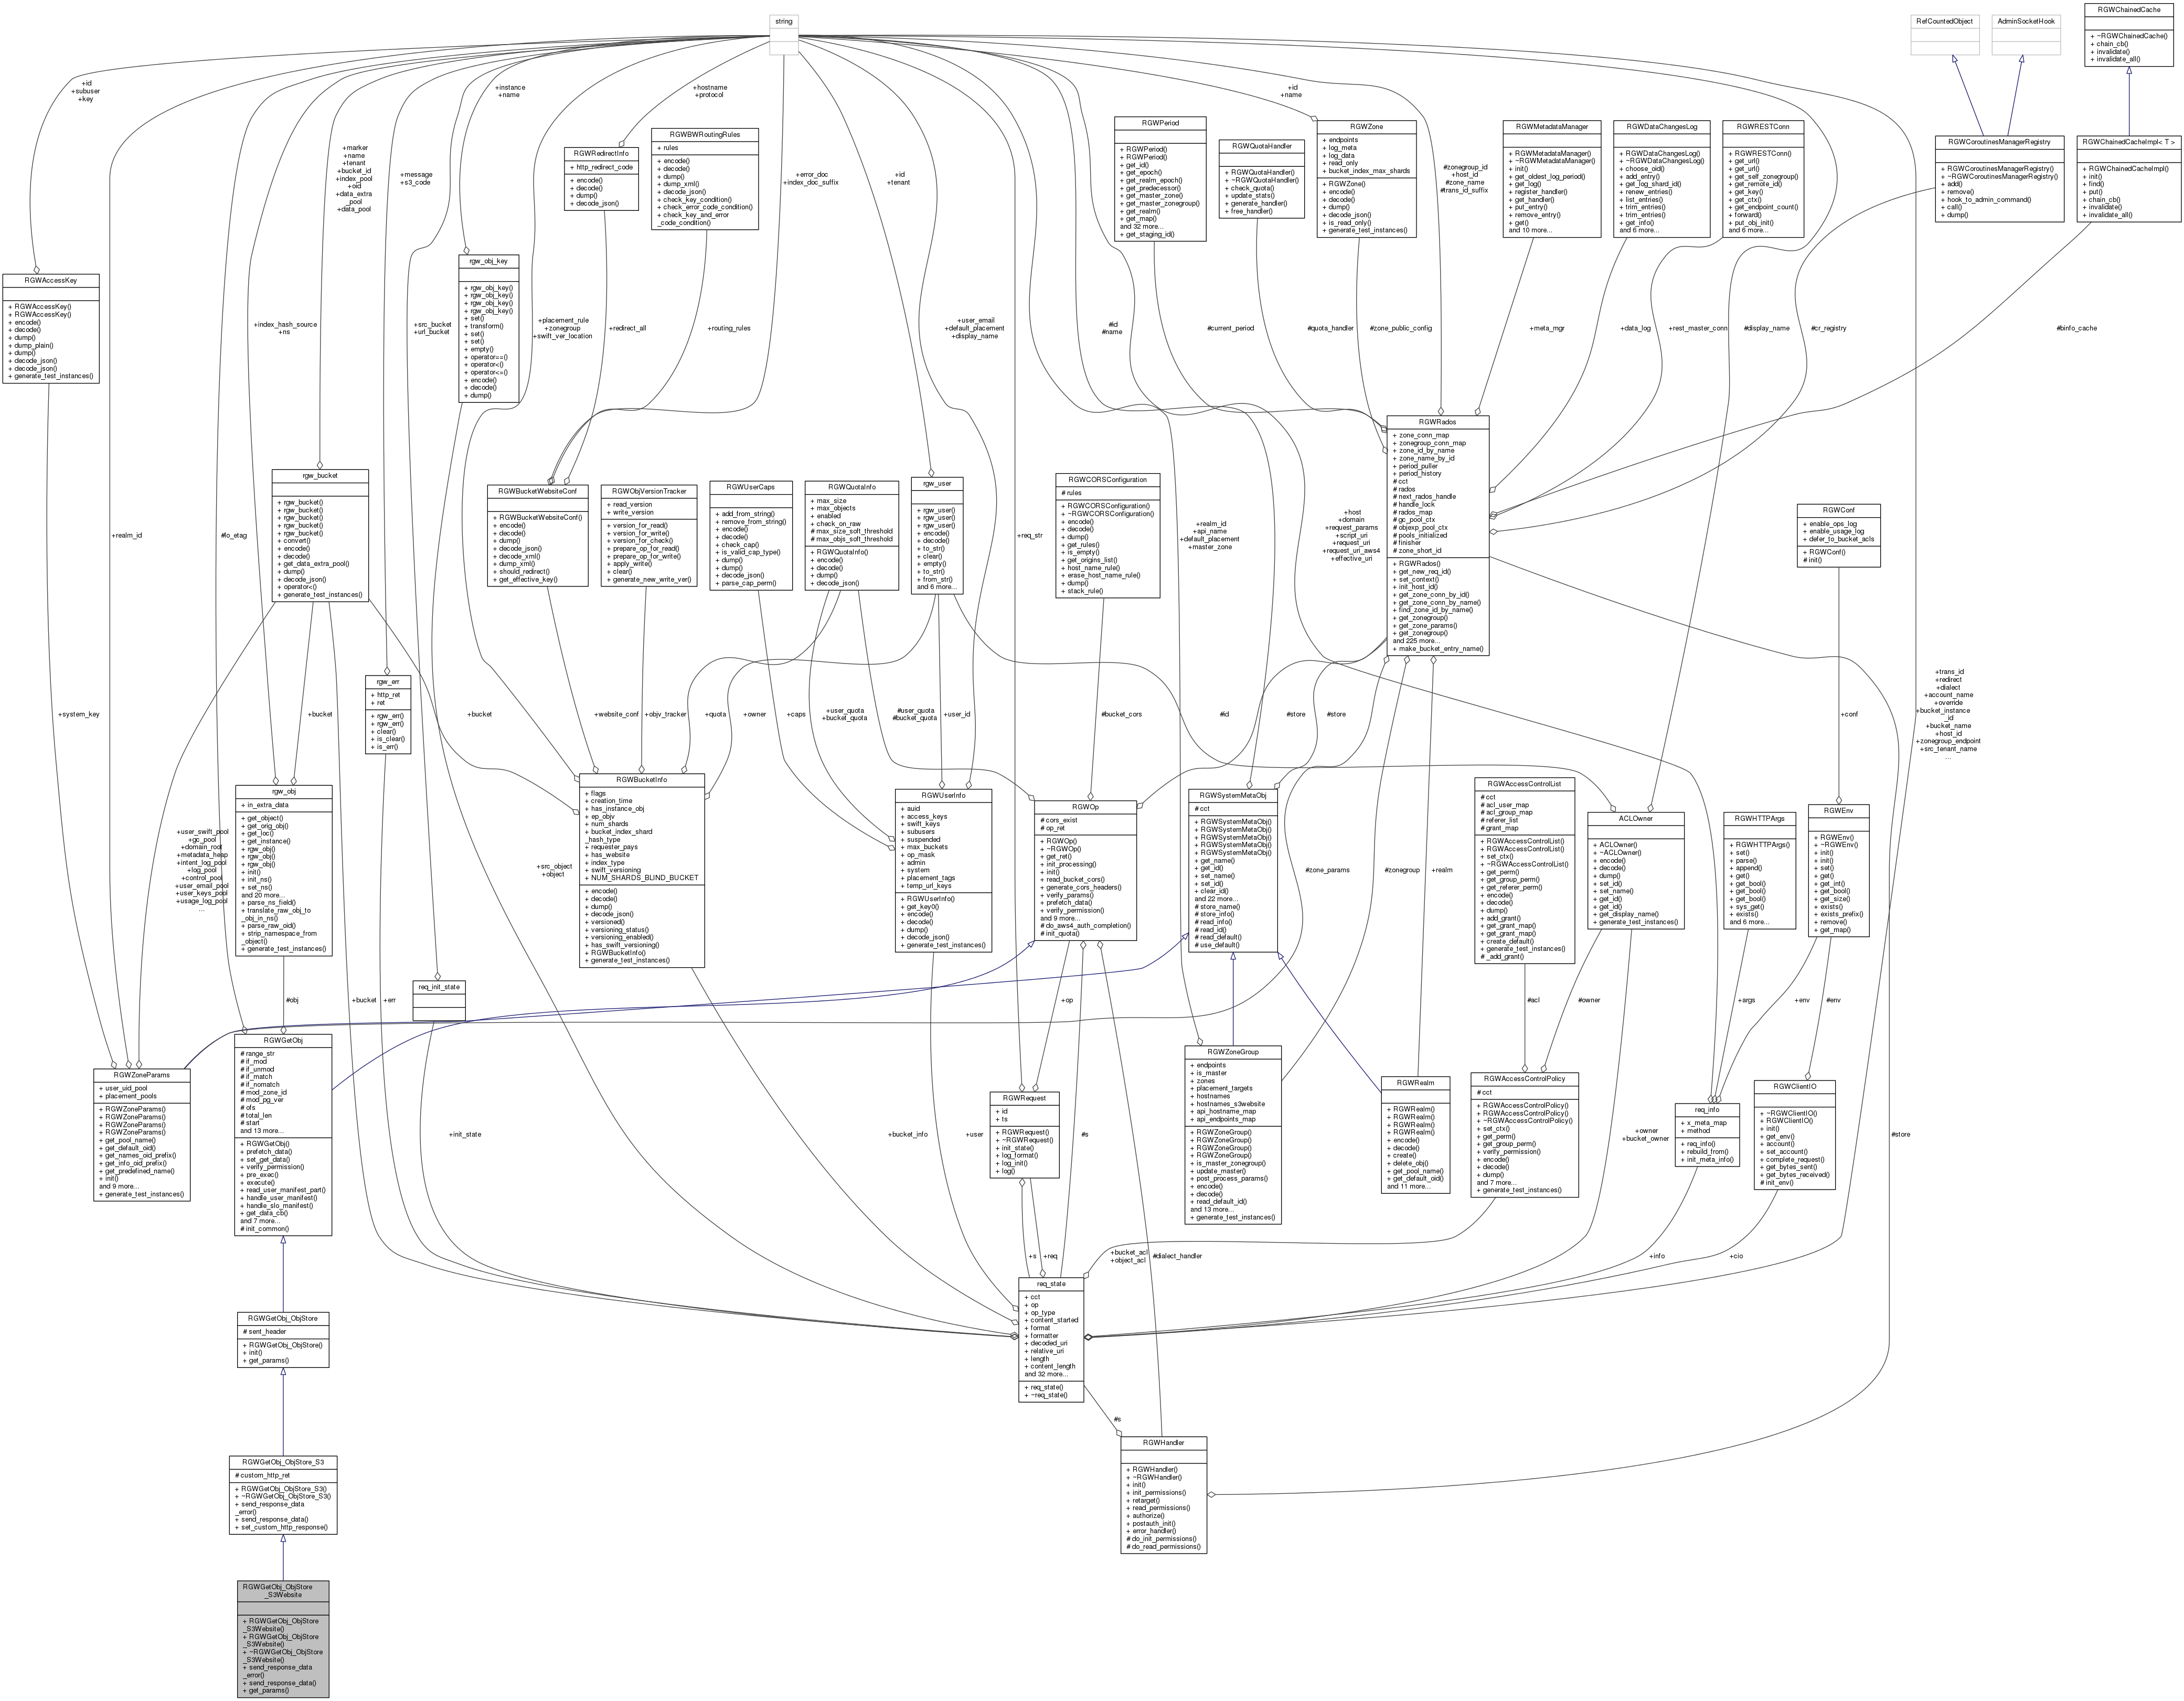 string
RefCountedObject
AdminSocketHook
RGWChainedCache
+ ~RGWChainedCache()
+ chain_cb()
+ invalidate()
+ invalidate_all()
+id
+subuser
+key
+marker
+name
+tenant
+bucket_id
+index_pool
+oid
+data_extra
_pool
+data_pool
+message
+s3_code
+instance
+name
+hostname
+protocol
RGWRedirectInfo
+ http_redirect_code
+ encode()
+ decode()
+ dump()
+ decode_json()
RGWBWRoutingRules
+ rules
+ encode()
+ decode()
+ dump()
+ dump_xml()
+ decode_json()
+ check_key_condition()
+ check_error_code_condition()
+ check_key_and_error
_code_condition()
+error_doc
+index_doc_suffix
+id
+tenant
RGWPeriod
+ RGWPeriod()
+ RGWPeriod()
+ get_id()
+ get_epoch()
+ get_realm_epoch()
+ get_predecessor()
+ get_master_zone()
+ get_master_zonegroup()
+ get_realm()
+ get_map()
and 32 more...
+ get_staging_id()
RGWQuotaHandler
+ RGWQuotaHandler()
+ ~RGWQuotaHandler()
+ check_quota()
+ update_stats()
+ generate_handler()
+ free_handler()
+id
+name
RGWZone
+ endpoints
+ log_meta
+ log_data
+ read_only
+ bucket_index_max_shards
+ RGWZone()
+ encode()
+ decode()
+ dump()
+ decode_json()
+ is_read_only()
+ generate_test_instances()
#zonegroup_id
+host_id
#zone_name
#trans_id_suffix
RGWMetadataManager
+ RGWMetadataManager()
+ ~RGWMetadataManager()
+ init()
+ get_oldest_log_period()
+ get_log()
+ register_handler()
+ get_handler()
+ put_entry()
+ remove_entry()
+ get()
and 10 more...
RGWDataChangesLog
+ RGWDataChangesLog()
+ ~RGWDataChangesLog()
+ choose_oid()
+ add_entry()
+ get_log_shard_id()
+ renew_entries()
+ list_entries()
+ trim_entries()
+ trim_entries()
+ get_info()
and 6 more...
RGWRESTConn
+ RGWRESTConn()
+ get_url()
+ get_url()
+ get_self_zonegroup()
+ get_remote_id()
+ get_key()
+ get_ctx()
+ get_endpoint_count()
+ forward()
+ put_obj_init()
and 6 more...
RGWCoroutinesManagerRegistry
+ RGWCoroutinesManagerRegistry()
+ ~RGWCoroutinesManagerRegistry()
+ add()
+ remove()
+ hook_to_admin_command()
+ call()
+ dump()
RGWChainedCacheImpl< T >
+ RGWChainedCacheImpl()
+ init()
+ find()
+ put()
+ chain_cb()
+ invalidate()
+ invalidate_all()
RGWAccessKey
+ RGWAccessKey()
+ RGWAccessKey()
+ encode()
+ decode()
+ dump()
+ dump_plain()
+ dump()
+ decode_json()
+ decode_json()
+ generate_test_instances()
rgw_obj_key
+ rgw_obj_key()
+ rgw_obj_key()
+ rgw_obj_key()
+ rgw_obj_key()
+ set()
+ transform()
+ set()
+ set()
+ empty()
+ operator==()
+ operator<()
+ operator<=()
+ encode()
+ decode()
+ dump()
+index_hash_source
+ns
+src_bucket
+url_bucket
+placement_rule
+zonegroup
+swift_ver_location
+redirect_all
+routing_rules
+user_email
+default_placement
+display_name
#id
#name
#current_period
#quota_handler
#zone_public_config
+meta_mgr
+data_log
+rest_master_conn
#display_name
#cr_registry
#binfo_cache
RGWRados
+ zone_conn_map
+ zonegroup_conn_map
+ zone_id_by_name
+ zone_name_by_id
+ period_puller
+ period_history
# cct
# rados
# next_rados_handle
# handle_lock
# rados_map
# gc_pool_ctx
# objexp_pool_ctx
# pools_initialized
# finisher
# zone_short_id
+ RGWRados()
+ get_new_req_id()
+ set_context()
+ init_host_id()
+ get_zone_conn_by_id()
+ get_zone_conn_by_name()
+ find_zone_id_by_name()
+ get_zonegroup()
+ get_zone_params()
+ get_zonegroup()
and 225 more...
+ make_bucket_entry_name()
+realm_id
#lo_etag
rgw_bucket
+ rgw_bucket()
+ rgw_bucket()
+ rgw_bucket()
+ rgw_bucket()
+ rgw_bucket()
+ convert()
+ encode()
+ decode()
+ get_data_extra_pool()
+ dump()
+ decode_json()
+ operator<()
+ generate_test_instances()
RGWBucketWebsiteConf
+ RGWBucketWebsiteConf()
+ encode()
+ decode()
+ dump()
+ decode_json()
+ decode_xml()
+ dump_xml()
+ should_redirect()
+ get_effective_key()
RGWObjVersionTracker
+ read_version
+ write_version
+ version_for_read()
+ version_for_write()
+ version_for_check()
+ prepare_op_for_read()
+ prepare_op_for_write()
+ apply_write()
+ clear()
+ generate_new_write_ver()
RGWUserCaps
+ add_from_string()
+ remove_from_string()
+ encode()
+ decode()
+ check_cap()
+ is_valid_cap_type()
+ dump()
+ dump()
+ decode_json()
+ parse_cap_perm()
RGWQuotaInfo
+ max_size
+ max_objects
+ enabled
+ check_on_raw
# max_size_soft_threshold
# max_objs_soft_threshold
+ RGWQuotaInfo()
+ encode()
+ decode()
+ dump()
+ decode_json()
rgw_user
+ rgw_user()
+ rgw_user()
+ rgw_user()
+ encode()
+ decode()
+ to_str()
+ clear()
+ empty()
+ to_str()
+ from_str()
and 6 more...
+req_str
RGWCORSConfiguration
# rules
+ RGWCORSConfiguration()
+ ~RGWCORSConfiguration()
+ encode()
+ decode()
+ dump()
+ get_rules()
+ is_empty()
+ get_origins_list()
+ host_name_rule()
+ erase_host_name_rule()
+ dump()
+ stack_rule()
+realm_id
+api_name
+default_placement
+master_zone
+host
+domain
+request_params
+script_uri
+request_uri
+request_uri_aws4
+effective_uri
RGWConf
+ enable_ops_log
+ enable_usage_log
+ defer_to_bucket_acls
+ RGWConf()
# init()
rgw_err
+ http_ret
+ ret
+ rgw_err()
+ rgw_err()
+ clear()
+ is_clear()
+ is_err()
+system_key
+bucket
+bucket
+website_conf
+objv_tracker
+quota
+owner
+caps
+user_quota
+bucket_quota
#user_quota
#bucket_quota
+user_id
#bucket_cors
#id
#store
#store
+conf
+trans_id
+redirect
+dialect
+account_name
+override
+bucket_instance
_id
+bucket_name
+host_id
+zonegroup_endpoint
+src_tenant_name
...
rgw_obj
+ in_extra_data
+ get_object()
+ get_orig_obj()
+ get_loc()
+ get_instance()
+ rgw_obj()
+ rgw_obj()
+ rgw_obj()
+ init()
+ init_ns()
+ set_ns()
and 20 more...
+ parse_ns_field()
+ translate_raw_obj_to
_obj_in_ns()
+ parse_raw_oid()
+ strip_namespace_from
_object()
+ generate_test_instances()
+user_swift_pool
+gc_pool
+domain_root
+metadata_heap
+intent_log_pool
+log_pool
+control_pool
+user_email_pool
+user_keys_pool
+usage_log_pool
...
+src_object
+object
RGWBucketInfo
+ flags
+ creation_time
+ has_instance_obj
+ ep_objv
+ num_shards
+ bucket_index_shard
_hash_type
+ requester_pays
+ has_website
+ index_type
+ swift_versioning
+ NUM_SHARDS_BLIND_BUCKET
+ encode()
+ decode()
+ dump()
+ decode_json()
+ versioned()
+ versioning_status()
+ versioning_enabled()
+ has_swift_versioning()
+ RGWBucketInfo()
+ generate_test_instances()
RGWUserInfo
+ auid
+ access_keys
+ swift_keys
+ subusers
+ suspended
+ max_buckets
+ op_mask
+ admin
+ system
+ placement_tags
+ temp_url_keys
+ RGWUserInfo()
+ get_key0()
+ encode()
+ decode()
+ dump()
+ decode_json()
+ generate_test_instances()
RGWOp
# cors_exist
# op_ret
+ RGWOp()
+ ~RGWOp()
+ get_ret()
+ init_processing()
+ init()
+ read_bucket_cors()
+ generate_cors_headers()
+ verify_params()
+ prefetch_data()
+ verify_permission()
and 9 more...
# do_aws4_auth_completion()
# init_quota()
RGWSystemMetaObj
# cct
+ RGWSystemMetaObj()
+ RGWSystemMetaObj()
+ RGWSystemMetaObj()
+ RGWSystemMetaObj()
+ RGWSystemMetaObj()
+ get_name()
+ get_id()
+ set_name()
+ set_id()
+ clear_id()
and 22 more...
# store_name()
# store_info()
# read_info()
# read_id()
# read_default()
# use_default()
#zone_params
#zonegroup
+realm
RGWAccessControlList
# cct
# acl_user_map
# acl_group_map
# referer_list
# grant_map
+ RGWAccessControlList()
+ RGWAccessControlList()
+ set_ctx()
+ ~RGWAccessControlList()
+ get_perm()
+ get_group_perm()
+ get_referer_perm()
+ encode()
+ decode()
+ dump()
+ add_grant()
+ get_grant_map()
+ get_grant_map()
+ create_default()
+ generate_test_instances()
# _add_grant()
ACLOwner
+ ACLOwner()
+ ~ACLOwner()
+ encode()
+ decode()
+ dump()
+ set_id()
+ set_name()
+ get_id()
+ get_id()
+ get_display_name()
+ generate_test_instances()
RGWHTTPArgs
+ RGWHTTPArgs()
+ set()
+ parse()
+ append()
+ get()
+ get_bool()
+ get_bool()
+ get_bool()
+ sys_get()
+ exists()
and 6 more...
RGWEnv
+ RGWEnv()
+ ~RGWEnv()
+ init()
+ init()
+ set()
+ get()
+ get_int()
+ get_bool()
+ get_size()
+ exists()
+ exists_prefix()
+ remove()
+ get_map()
#obj
+bucket
+err
req_init_state
+op
#acl
#owner
+args
+env
#env
RGWZoneParams
+ user_uid_pool
+ placement_pools
+ RGWZoneParams()
+ RGWZoneParams()
+ RGWZoneParams()
+ RGWZoneParams()
+ get_pool_name()
+ get_default_oid()
+ get_names_oid_prefix()
+ get_info_oid_prefix()
+ get_predefined_name()
+ init()
and 9 more...
+ generate_test_instances()
RGWGetObj
# range_str
# if_mod
# if_unmod
# if_match
# if_nomatch
# mod_zone_id
# mod_pg_ver
# ofs
# total_len
# start
and 13 more...
+ RGWGetObj()
+ prefetch_data()
+ set_get_data()
+ verify_permission()
+ pre_exec()
+ execute()
+ read_user_manifest_part()
+ handle_user_manifest()
+ handle_slo_manifest()
+ get_data_cb()
and 7 more...
# init_common()
+init_state
+bucket_info
+user
RGWRequest
+ id
+ ts
+ RGWRequest()
+ ~RGWRequest()
+ init_state()
+ log_format()
+ log_init()
+ log()
#s
RGWZoneGroup
+ endpoints
+ is_master
+ zones
+ placement_targets
+ hostnames
+ hostnames_s3website
+ api_hostname_map
+ api_endpoints_map
+ RGWZoneGroup()
+ RGWZoneGroup()
+ RGWZoneGroup()
+ RGWZoneGroup()
+ is_master_zonegroup()
+ update_master()
+ post_process_params()
+ encode()
+ decode()
+ read_default_id()
and 13 more...
+ generate_test_instances()
RGWRealm
+ RGWRealm()
+ RGWRealm()
+ RGWRealm()
+ RGWRealm()
+ encode()
+ decode()
+ create()
+ delete_obj()
+ get_pool_name()
+ get_default_oid()
and 11 more...
RGWAccessControlPolicy
# cct
+ RGWAccessControlPolicy()
+ RGWAccessControlPolicy()
+ ~RGWAccessControlPolicy()
+ set_ctx()
+ get_perm()
+ get_group_perm()
+ verify_permission()
+ encode()
+ decode()
+ dump()
and 7 more...
+ generate_test_instances()
+owner
+bucket_owner
req_info
+ x_meta_map
+ method
+ req_info()
+ rebuild_from()
+ init_meta_info()
RGWClientIO
+ ~RGWClientIO()
+ RGWClientIO()
+ init()
+ get_env()
+ account()
+ set_account()
+ complete_request()
+ get_bytes_sent()
+ get_bytes_received()
# init_env()
#store
+s
+req
+bucket_acl
+object_acl
#dialect_handler
+info
+cio
req_state
+ cct
+ op
+ op_type
+ content_started
+ format
+ formatter
+ decoded_uri
+ relative_uri
+ length
+ content_length
and 32 more...
+ req_state()
+ ~req_state()
RGWGetObj_ObjStore
# sent_header
+ RGWGetObj_ObjStore()
+ init()
+ get_params()
#s
RGWHandler
+ RGWHandler()
+ ~RGWHandler()
+ init()
+ init_permissions()
+ retarget()
+ read_permissions()
+ authorize()
+ postauth_init()
+ error_handler()
# do_init_permissions()
# do_read_permissions()
RGWGetObj_ObjStore_S3
# custom_http_ret
+ RGWGetObj_ObjStore_S3()
+ ~RGWGetObj_ObjStore_S3()
+ send_response_data
_error()
+ send_response_data()
+ set_custom_http_response()
RGWGetObj_ObjStore
_S3Website
+ RGWGetObj_ObjStore
_S3Website()
+ RGWGetObj_ObjStore
_S3Website()
+ ~RGWGetObj_ObjStore
_S3Website()
+ send_response_data
_error()
+ send_response_data()
+ get_params()